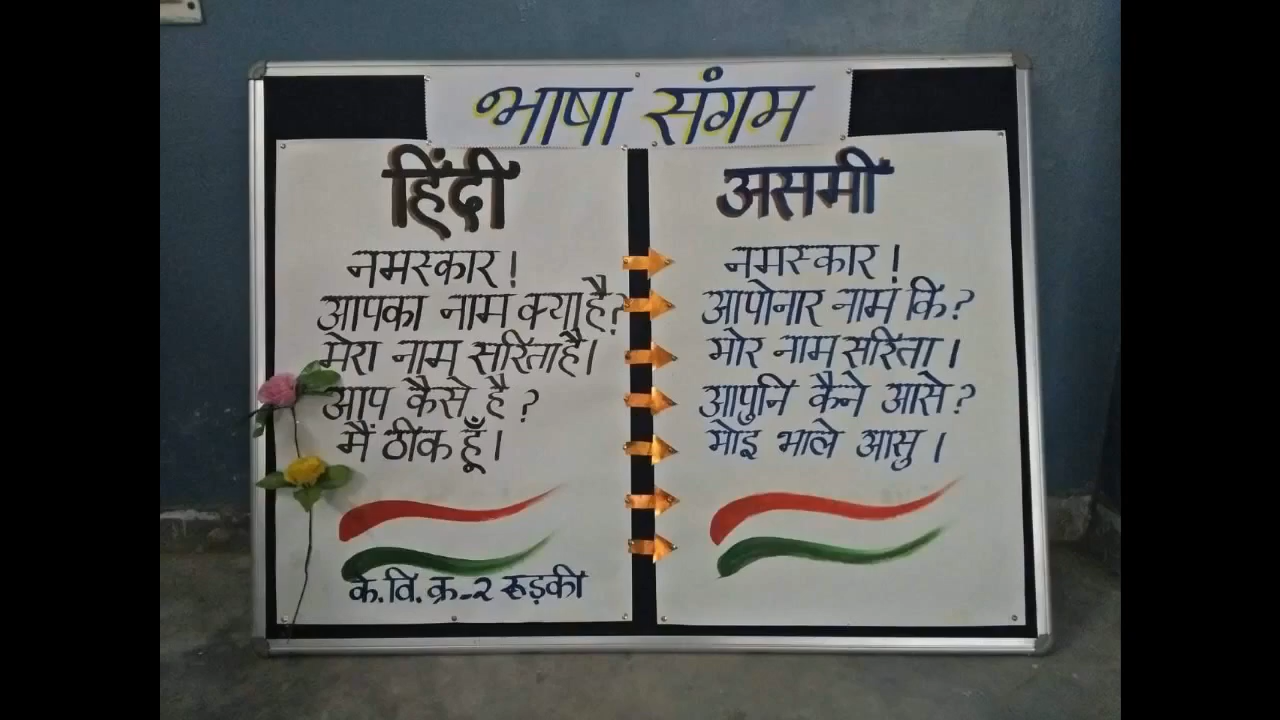 भाषा संगम
हिंदी
नमस्कार!
आपका नाम क्या है?
मेरा नाम सरिता है।
आप कैसे है?
मैं ठीक हूँ।
के.वि.क्र-२ रूड़की
असमी
नमस्कार!
आपोनार नाम कि?
मोर नाम सरिता।
आपुनि कैने आसे?
मोइ भाले आसु।